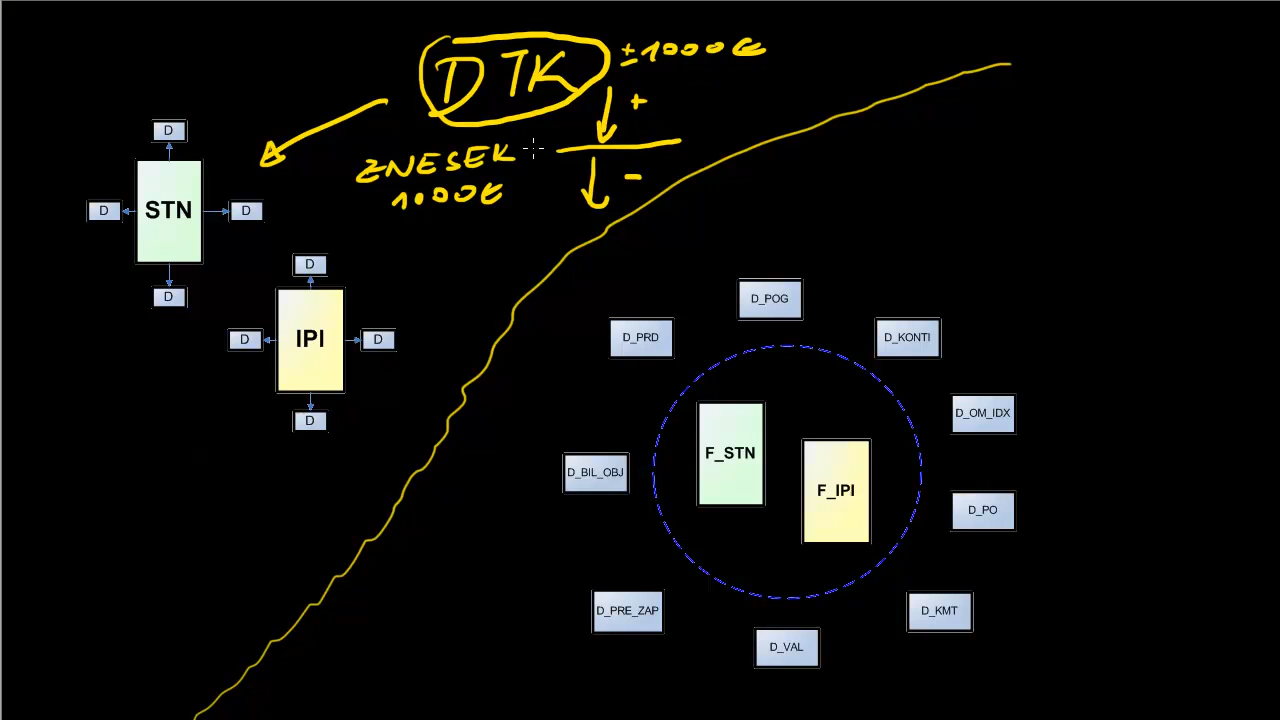 DTK
±1000€
+
ZNESEK
1000€
-
D
D
STN
D
D
D
D
IPI
D
D
D_POG
D_PRD
D_KONTI
D_OM_IDX
F_STN
D_BIL_OBJ
F_IPI
D_PO
D_PRE_ZAP
D_KMT
D_VAL